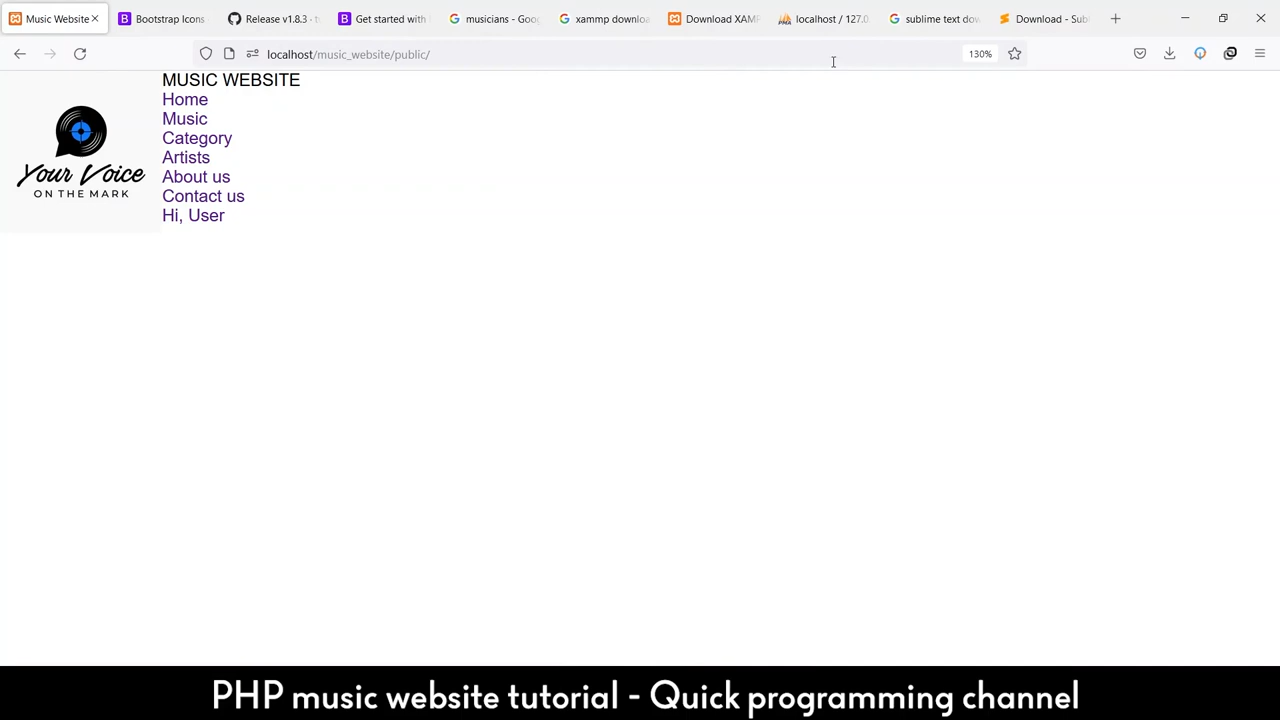 Music Website
Bootstrap Icons
Release v1.8.3 · t
Get started with
musicians - Goo
xammp downlo
Download XAM
localhost / 127.0
sublime text do
Download - Sub
localhost/music_website/public/
130%
MUSIC WEBSITE
Home
Music
Category
Artists
About us
Contact us
Hi, User
Your Voice
ON THE MARK
PHP music website tutorial - Quick programming channel